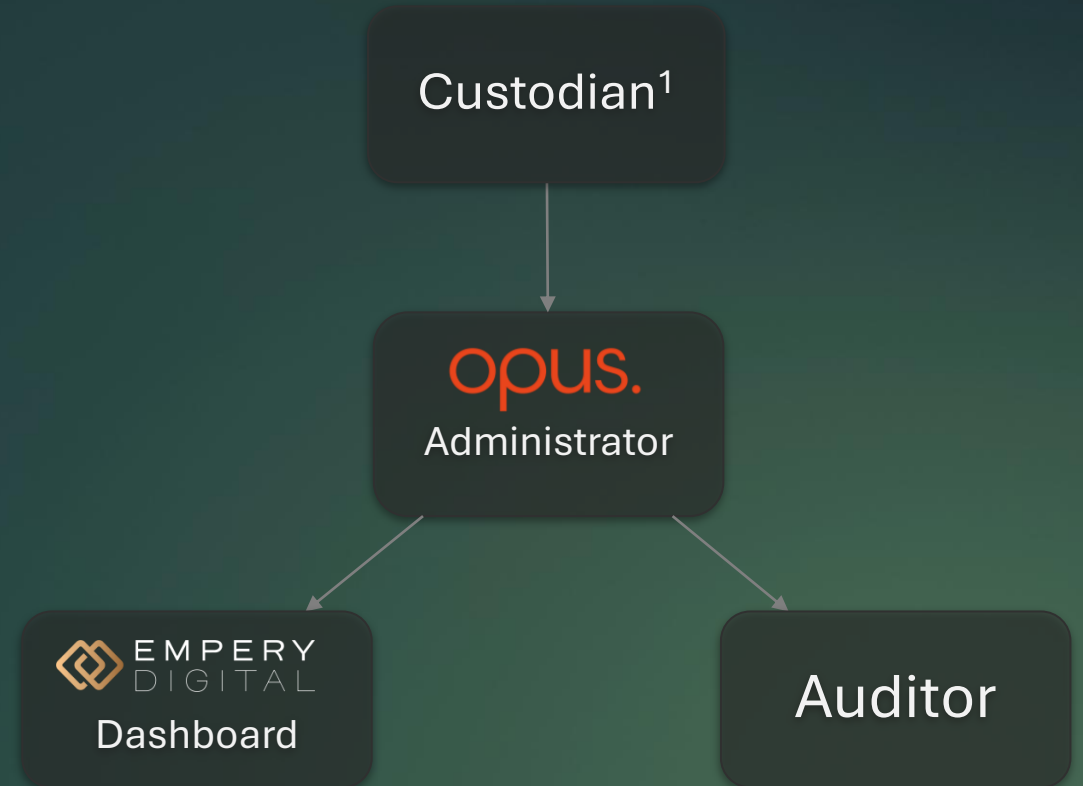 Custodian¹
opus.
Administrator
EMPERY
DIGITAL
Dashboard
Auditor